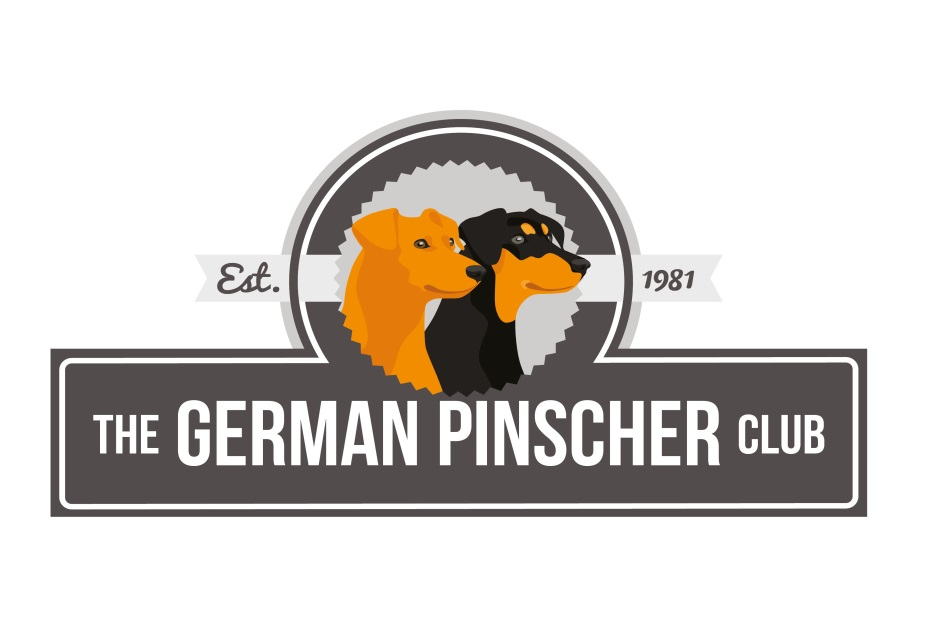 Est. 1981
THE GERMAN PINSCHER CLUB